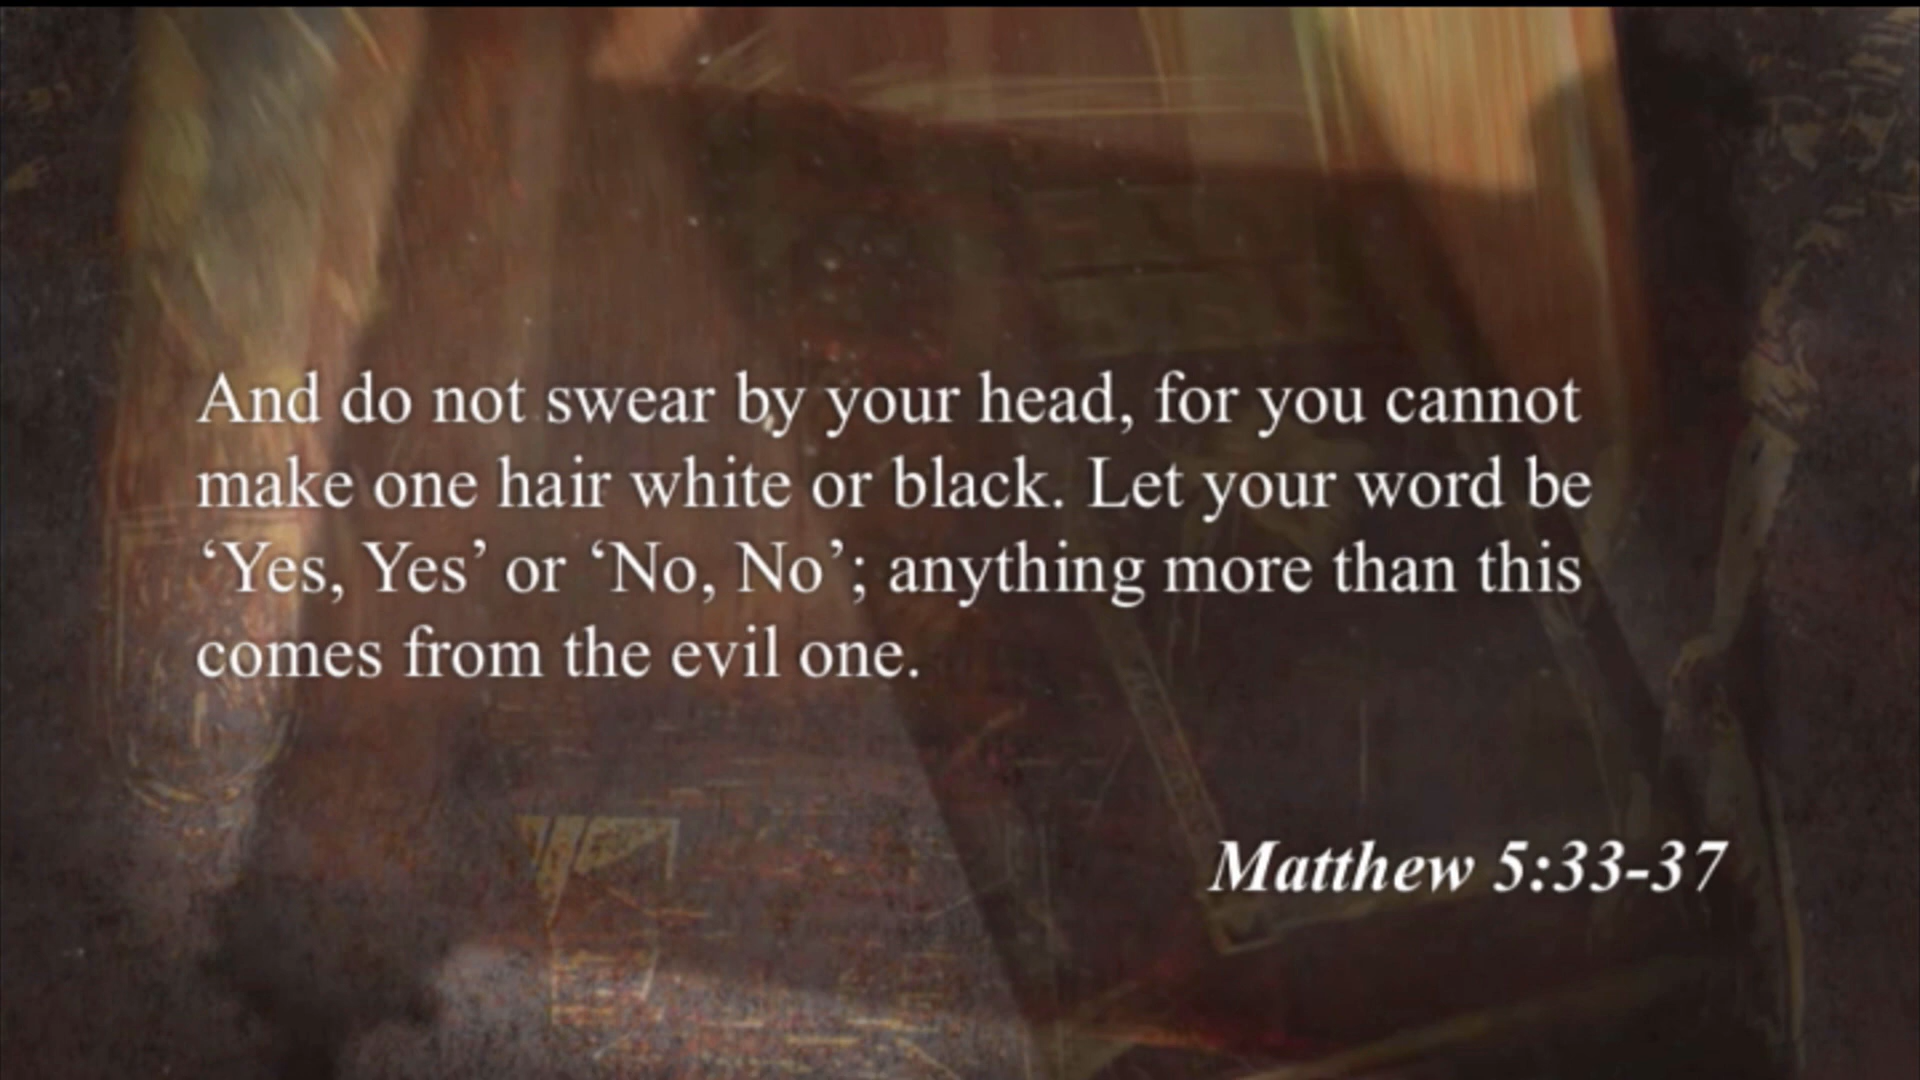 And do not swear by your head, for you cannot
make one hair white or black. Let your word be
‘Yes, Yes’ or ‘No, No’; anything more than this
comes from the evil one.
Matthew 5:33-37